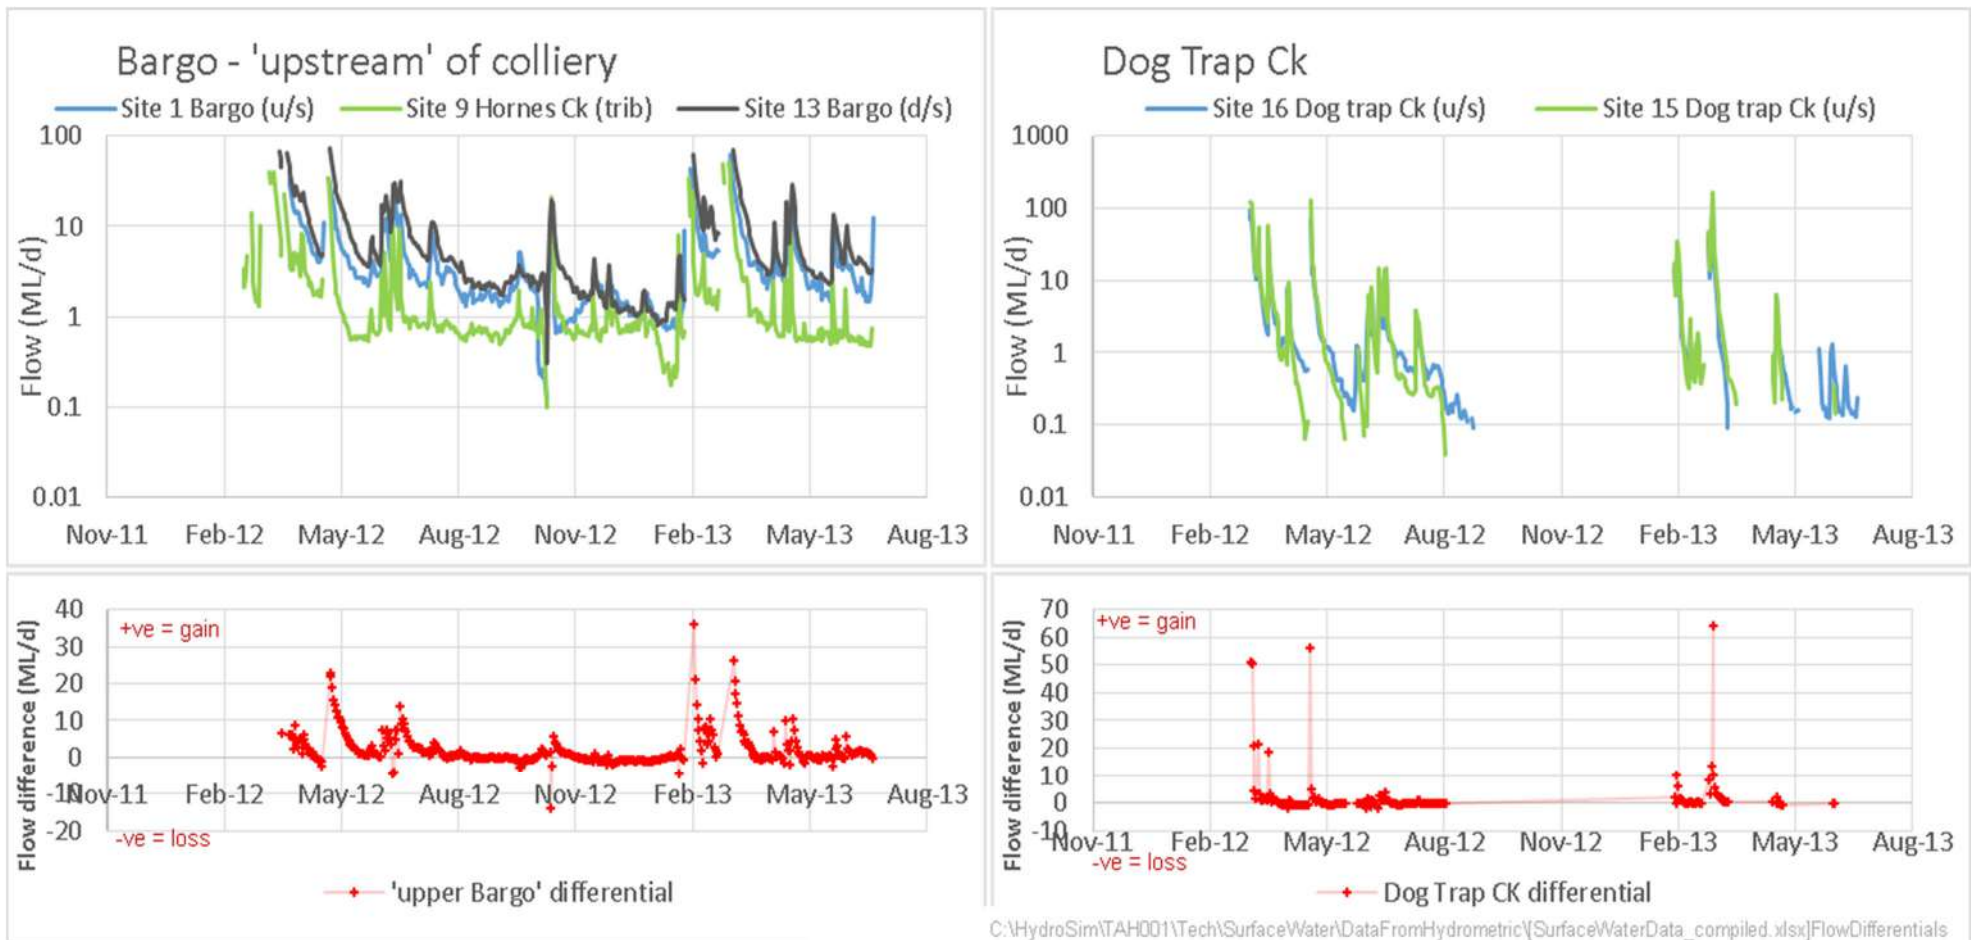 Bargo - 'upstream' of colliery
Site 1 Bargo (u/s) Site 9 Hornes Ck (trib) Site 13 Bargo (d/s)
Flow (ML/d)
100
10
1
0.1
0.01
Nov-11 Feb-12 May-12 Aug-12 Nov-12 Feb-13 May-13 Aug-13
Dog Trap Ck
Site 16 Dog trap Ck (u/s) Site 15 Dog trap Ck (u/s)
Flow (ML/d)
1000
100
10
1
0.1
0.01
Nov-11 Feb-12 May-12 Aug-12 Nov-12 Feb-13 May-13 Aug-13
Flow difference (ML/d)
40
+ve = gain
30
20
10
0
-10
Nov-11 Feb-12 May-12 Aug-12 Nov-12 Feb-13 May-13 Aug-13
-20
-ve = loss
'upper Bargo' differential
Flow difference (ML/d)
70
+ve = gain
60
50
40
30
20
10
0
-10
Nov-11 Feb-12 May-12 Aug-12 Nov-12 Feb-13 May-13 Aug-13
-ve = loss
Dog Trap CK differential
C:\HydroSim\TAH001\Tech\SurfaceWater\DataFromHydrometric\[SurfaceWaterData_compiled.xlsx]FlowDifferentials